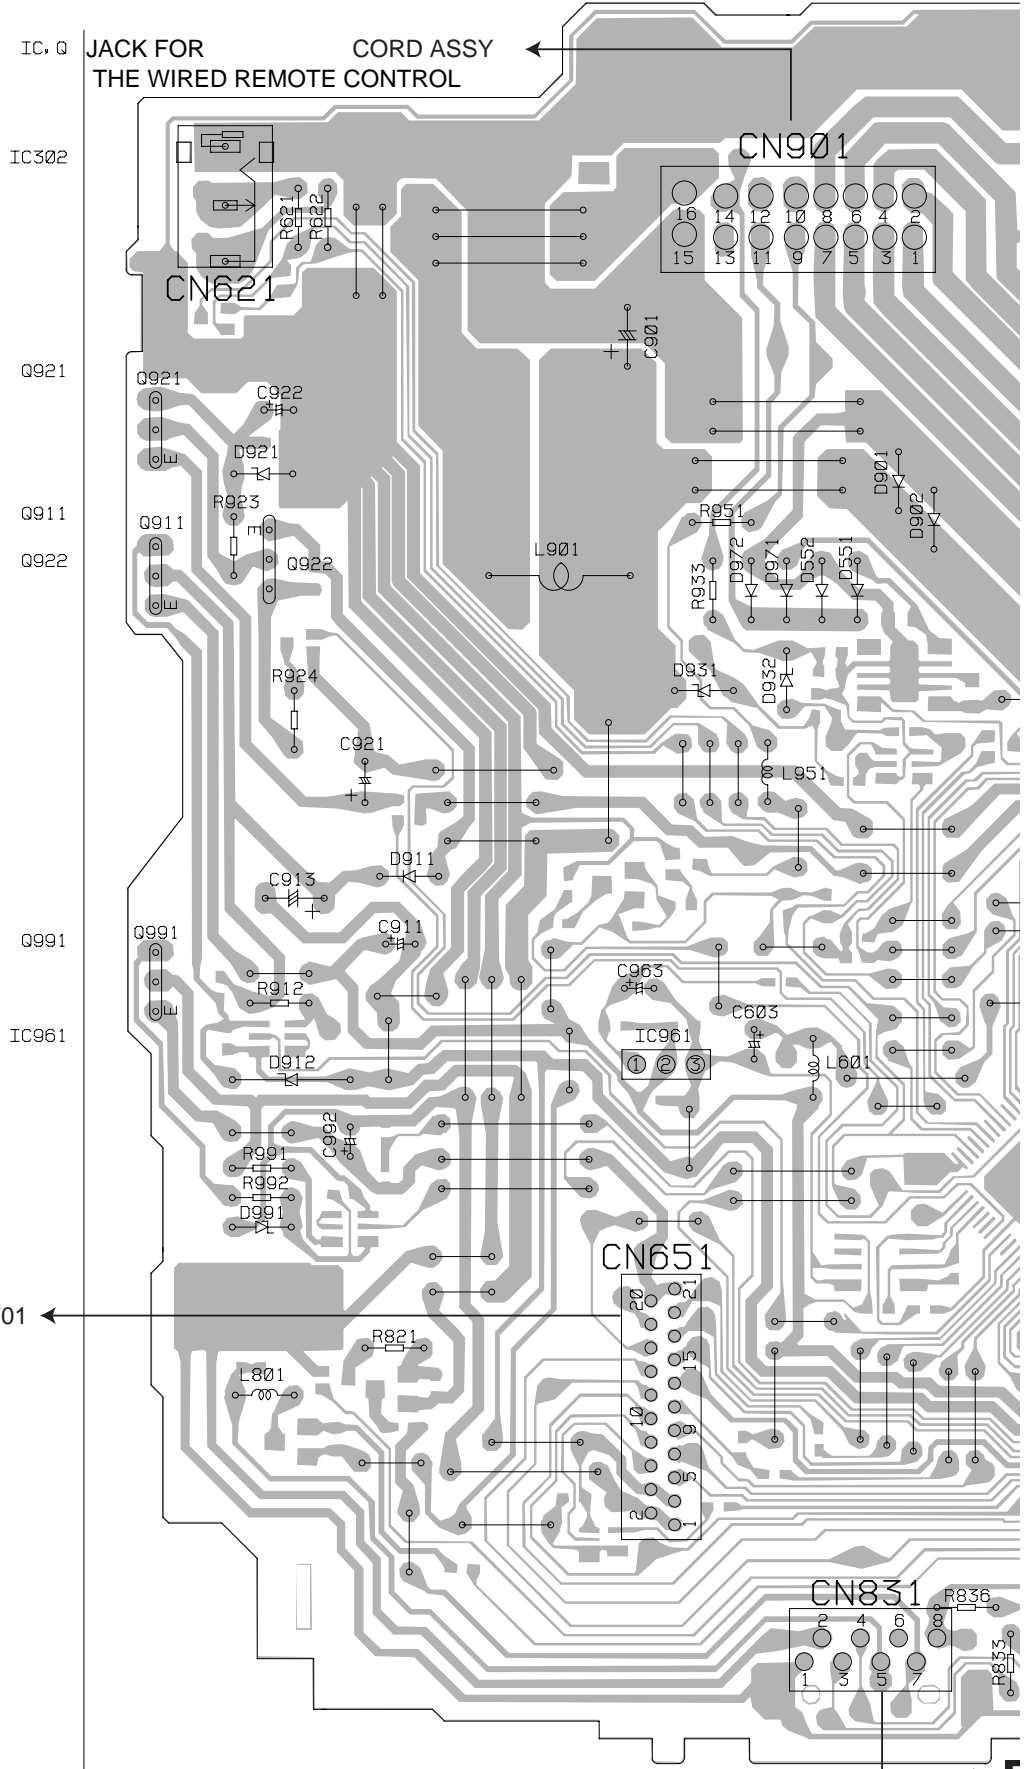 IC, Q
JACK FOR CORD ASSY
THE WIRED REMOTE CONTROL
CN901
IC302
16 14 12 10 8 6 4 2
15 13 11 9 7 5 3 1
R621
R622
CN621
C901
+
Q921
Q921
C922
+
E
D921
D901
D902
R923
Q911
Q911
E
R951
Q922
Q922
L901
D972
D971
D552
D551
R933
E
R924
D931
D932
C921
+
L951
D911
C913
+
C911
+
Q991
Q991
E
R912
C963
+
C603
+
IC961
IC961
1 2 3
L601
D912
C992
+
R991
R992
D991
CN651
20
21
01
R821
15
L801
10
9
5
2
1
CN831
R836
2 4 6 8
1 3 5 7
R833